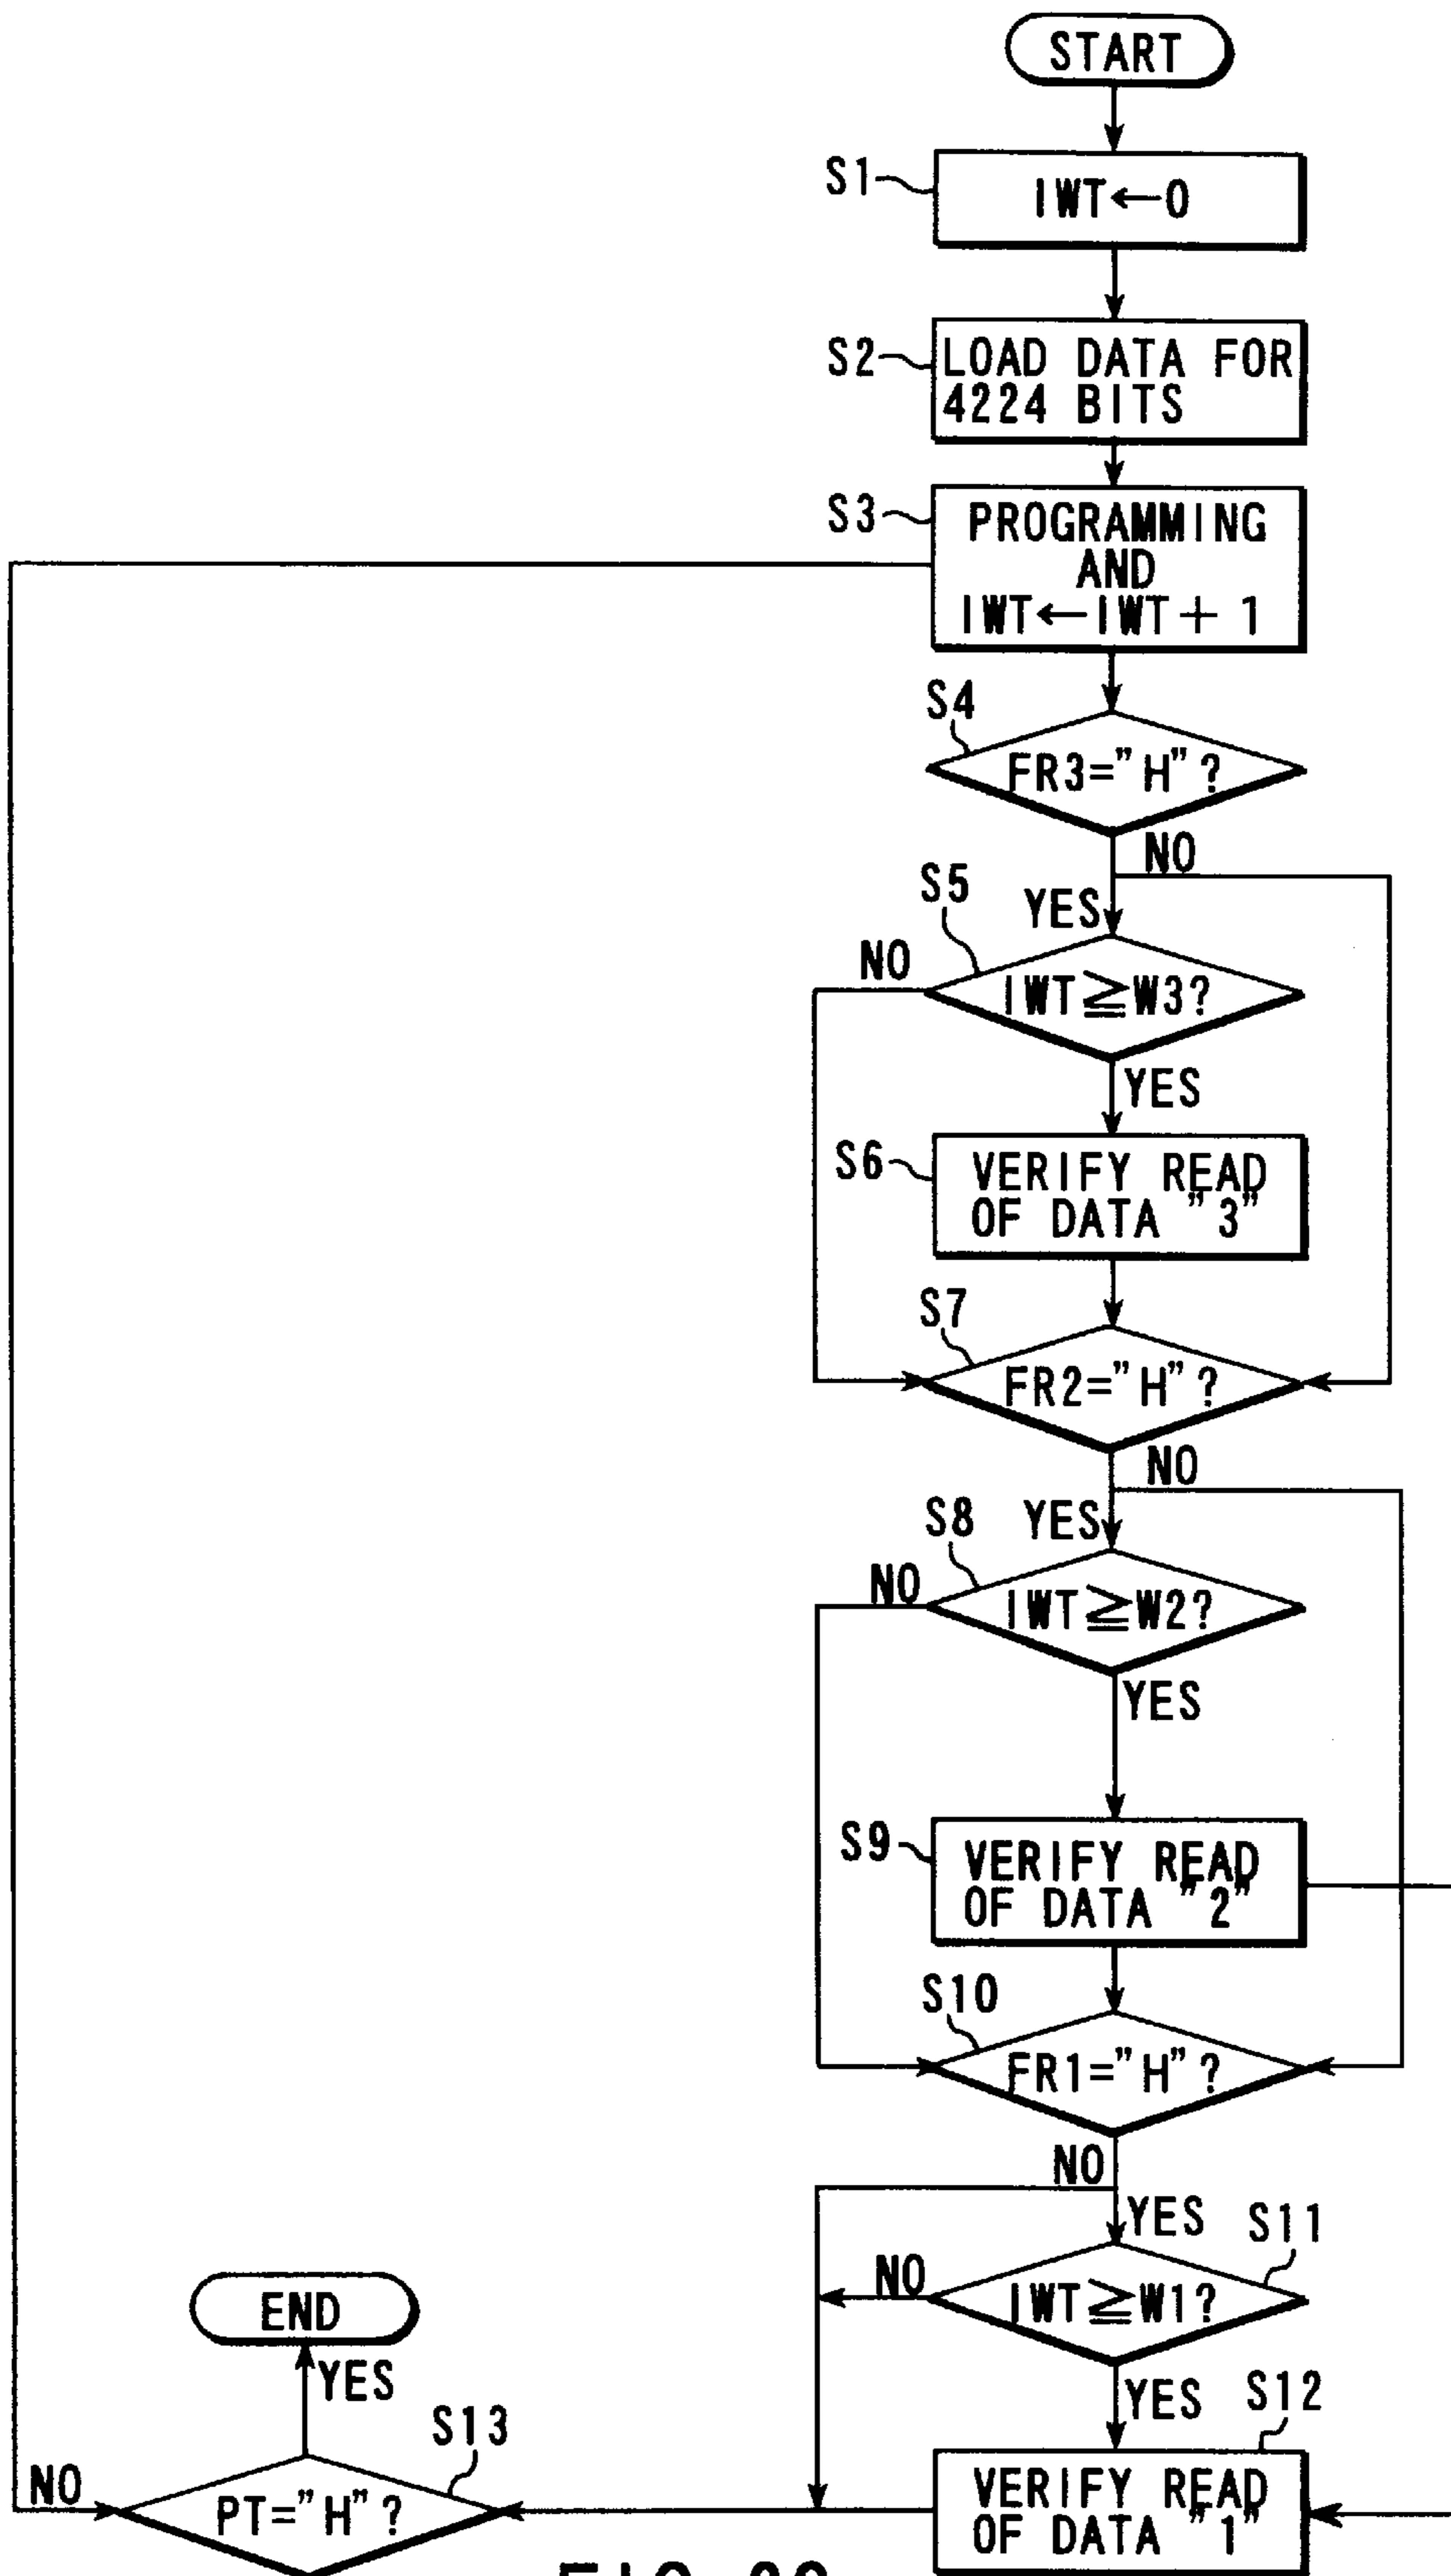 START
S1
IWT←0
S2
LOAD DATA FOR
4224 BITS
S3
PROGRAMMING
AND
IWT←IWT + 1
S4
FR3="H"?
NO
S5
YES
NO
IWT≧W3?
YES
S6
VERIFY READ
OF DATA "3"
S7
FR2="H"?
NO
S8
YES
NO
IWT≧W2?
YES
S9
VERIFY READ
OF DATA "2"
S10
FR1="H"?
NO
YES
S11
NO
IWT≧W1?
END
YES
YES
S12
S13
NO
PT="H"?
VERIFY READ
OF DATA "1"